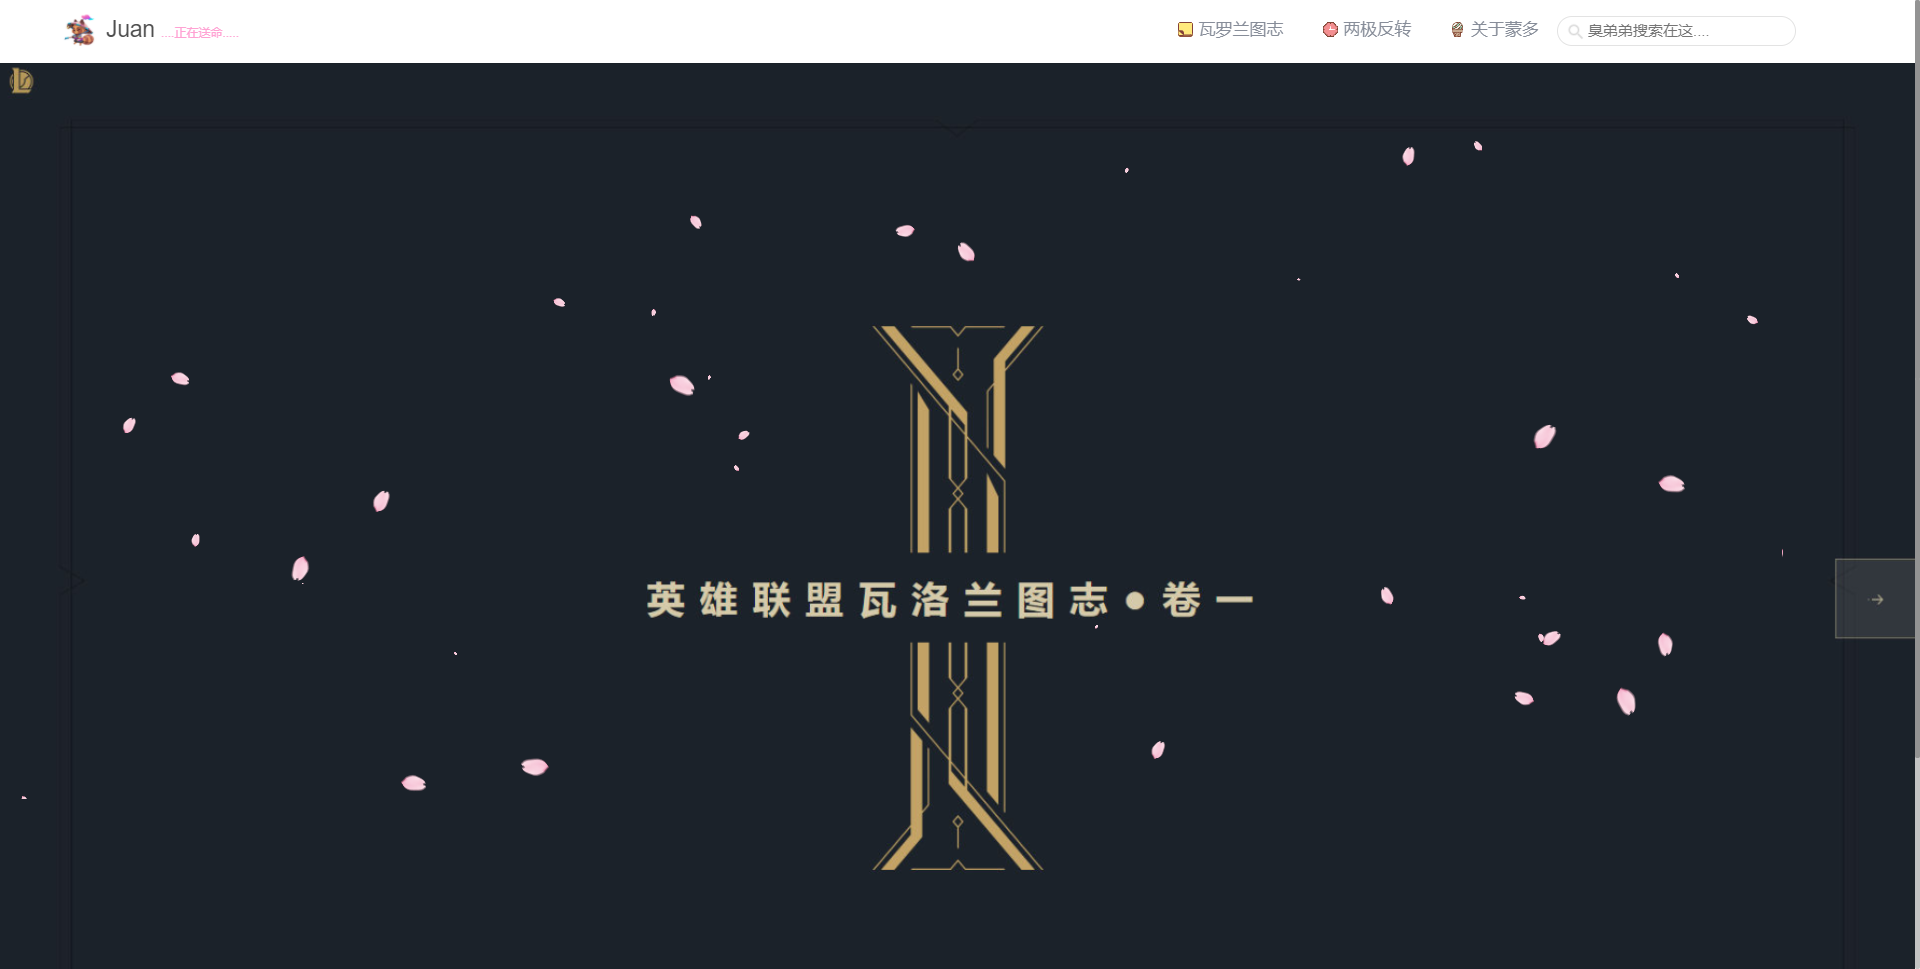 Juan ....正在送命.....
瓦罗兰图志
两极反转
关于蒙多
臭弟弟搜索在这....
英雄联盟瓦洛兰图志●卷一